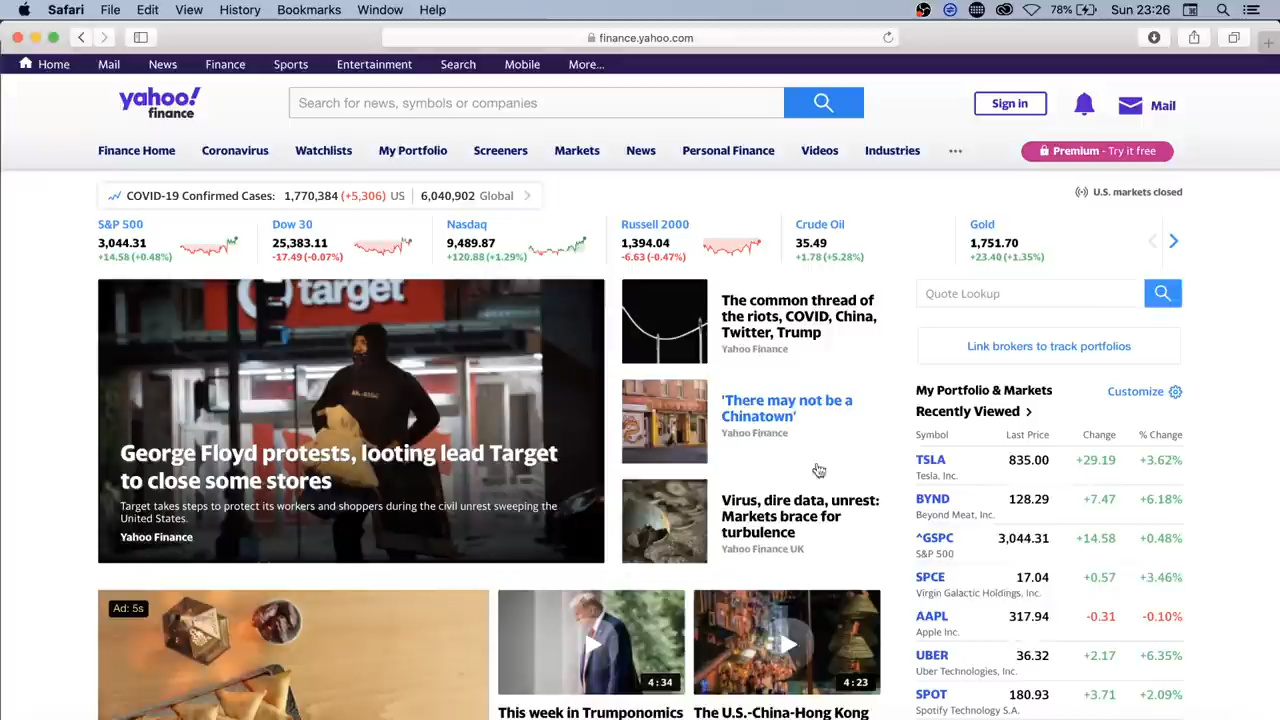 Safari File Edit View History Bookmarks Window Help 78% Sun 23:26
finance.yahoo.com
Home Mail News Finance Sports Entertainment Search Mobile More...
yahoo!
finance
Search for news, symbols or companies
Sign in
Mail
Finance Home Coronavirus Watchlists My Portfolio Screeners Markets News Personal Finance Videos Industries ••• Premium - Try it free
COVID-19 Confirmed Cases: 1,770,384 (+5,306) US 6,040,902 Global
U.S. markets closed
S&P 500
3,044.31
+14.58 (+0.48%)
Dow 30
25,383.11
-17.49 (-0.07%)
Nasdaq
9,489.87
+120.88 (+1.29%)
Russell 2000
1,394.04
-6.63 (-0.47%)
Crude Oil
35.49
+1.78 (+5.28%)
Gold
1,751.70
+23.40 (+1.35%)
target
George Floyd protests, looting lead Target
to close some stores
Target takes steps to protect its workers and shoppers during the civil unrest sweeping the
United States.
Yahoo Finance
The common thread of
the riots, COVID, China,
Twitter, Trump
Yahoo Finance
'There may not be a
Chinatown'
Yahoo Finance
Virus, dire data, unrest:
Markets brace for
turbulence
Yahoo Finance UK
Ad: 5s
4:34
This week in Trumponomics
4:23
The U.S.-China-Hong Kong
Quote Lookup
Link brokers to track portfolios
My Portfolio & Markets Customize
Recently Viewed
Symbol Last Price Change % Change
TSLA 835.00 +29.19 +3.62%
Tesla, Inc.
BYND 128.29 +7.47 +6.18%
Beyond Meat, Inc.
^GSPC 3,044.31 +14.58 +0.48%
S&P 500
SPCE 17.04 +0.57 +3.46%
Virgin Galactic Holdings, Inc.
AAPL 317.94 -0.31 -0.10%
Apple Inc.
UBER 36.32 +2.17 +6.35%
Uber Technologies, Inc.
SPOT 180.93 +3.71 +2.09%
Spotify Technology S.A.